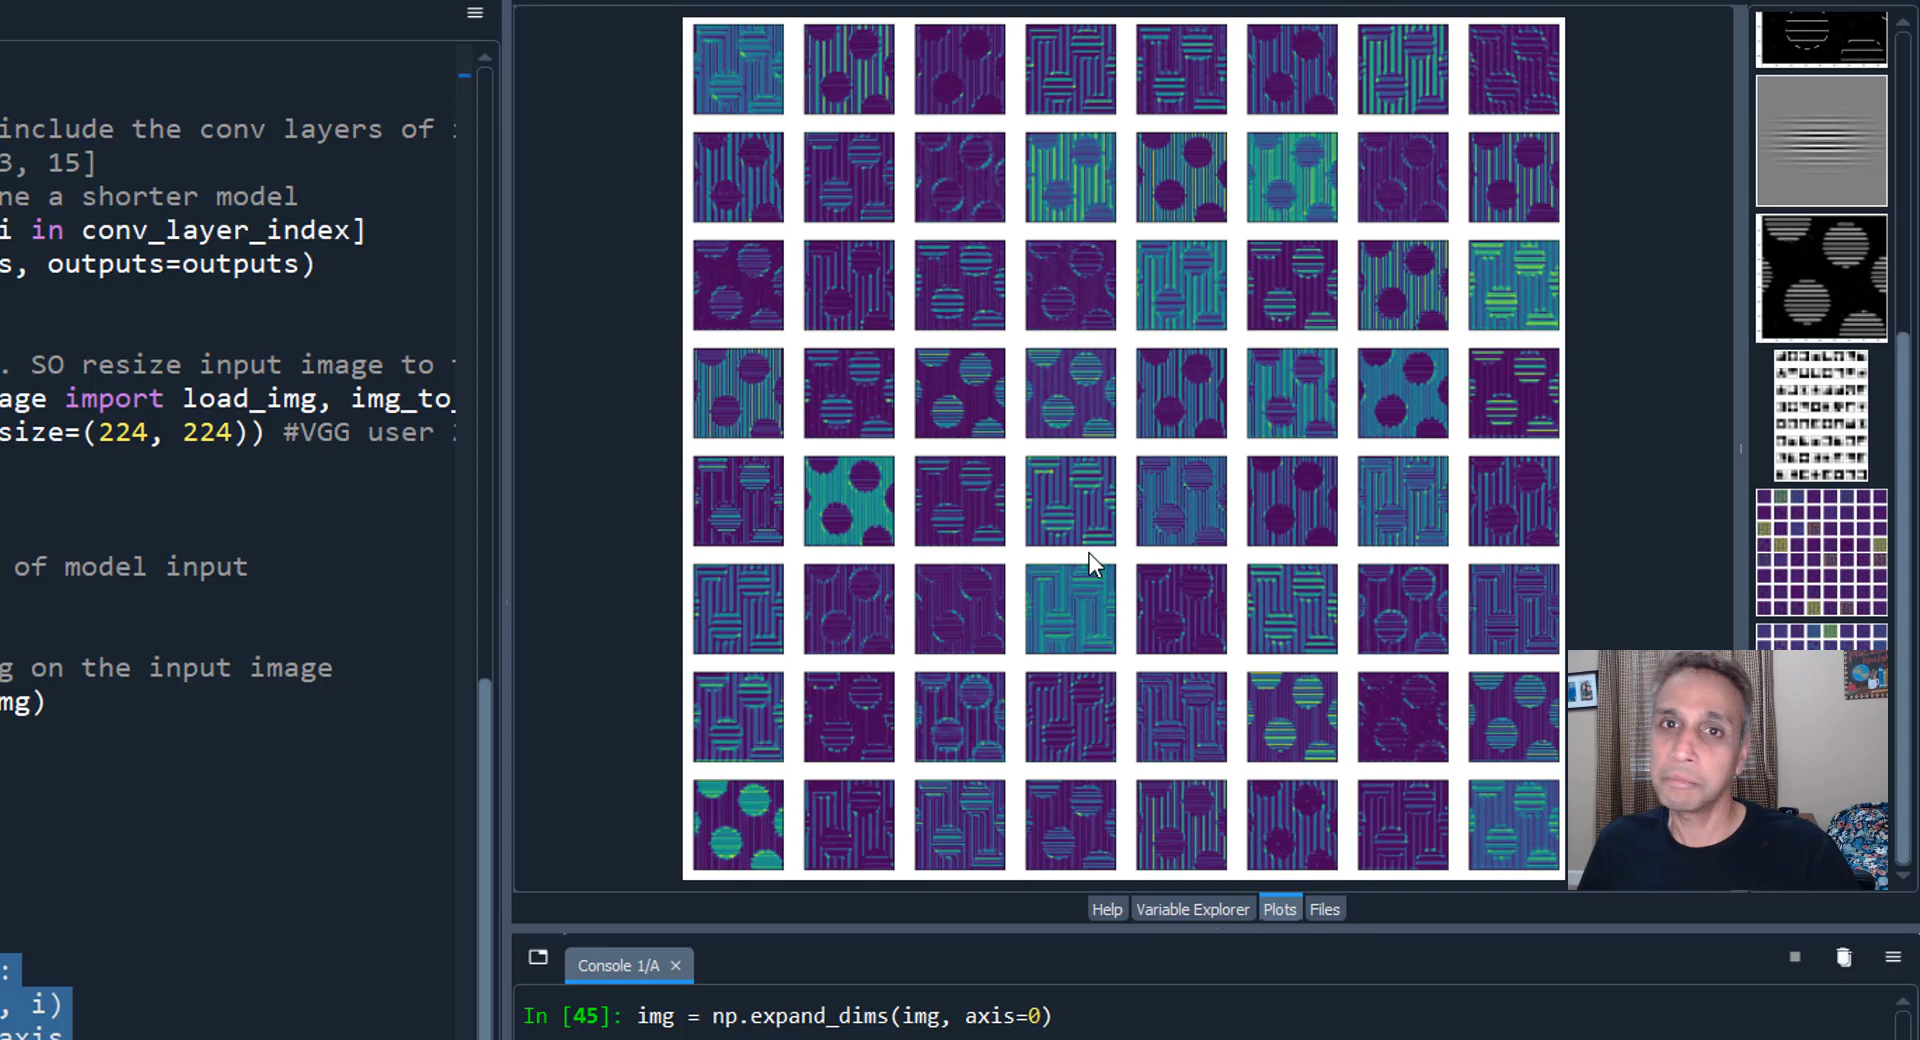 include the conv layers of
3, 15]
ne a shorter model
i in conv_layer_index]
s, outputs=outputs)
. SO resize input image to
age import load_img, img_to_
size=(224, 224)) #VGG user
of model input
g on the input image
mg)
:
, i)
axis
Help Variable Explorer Plots Files
Console 1/A
In [45]: img = np.expand_dims(img, axis=0)